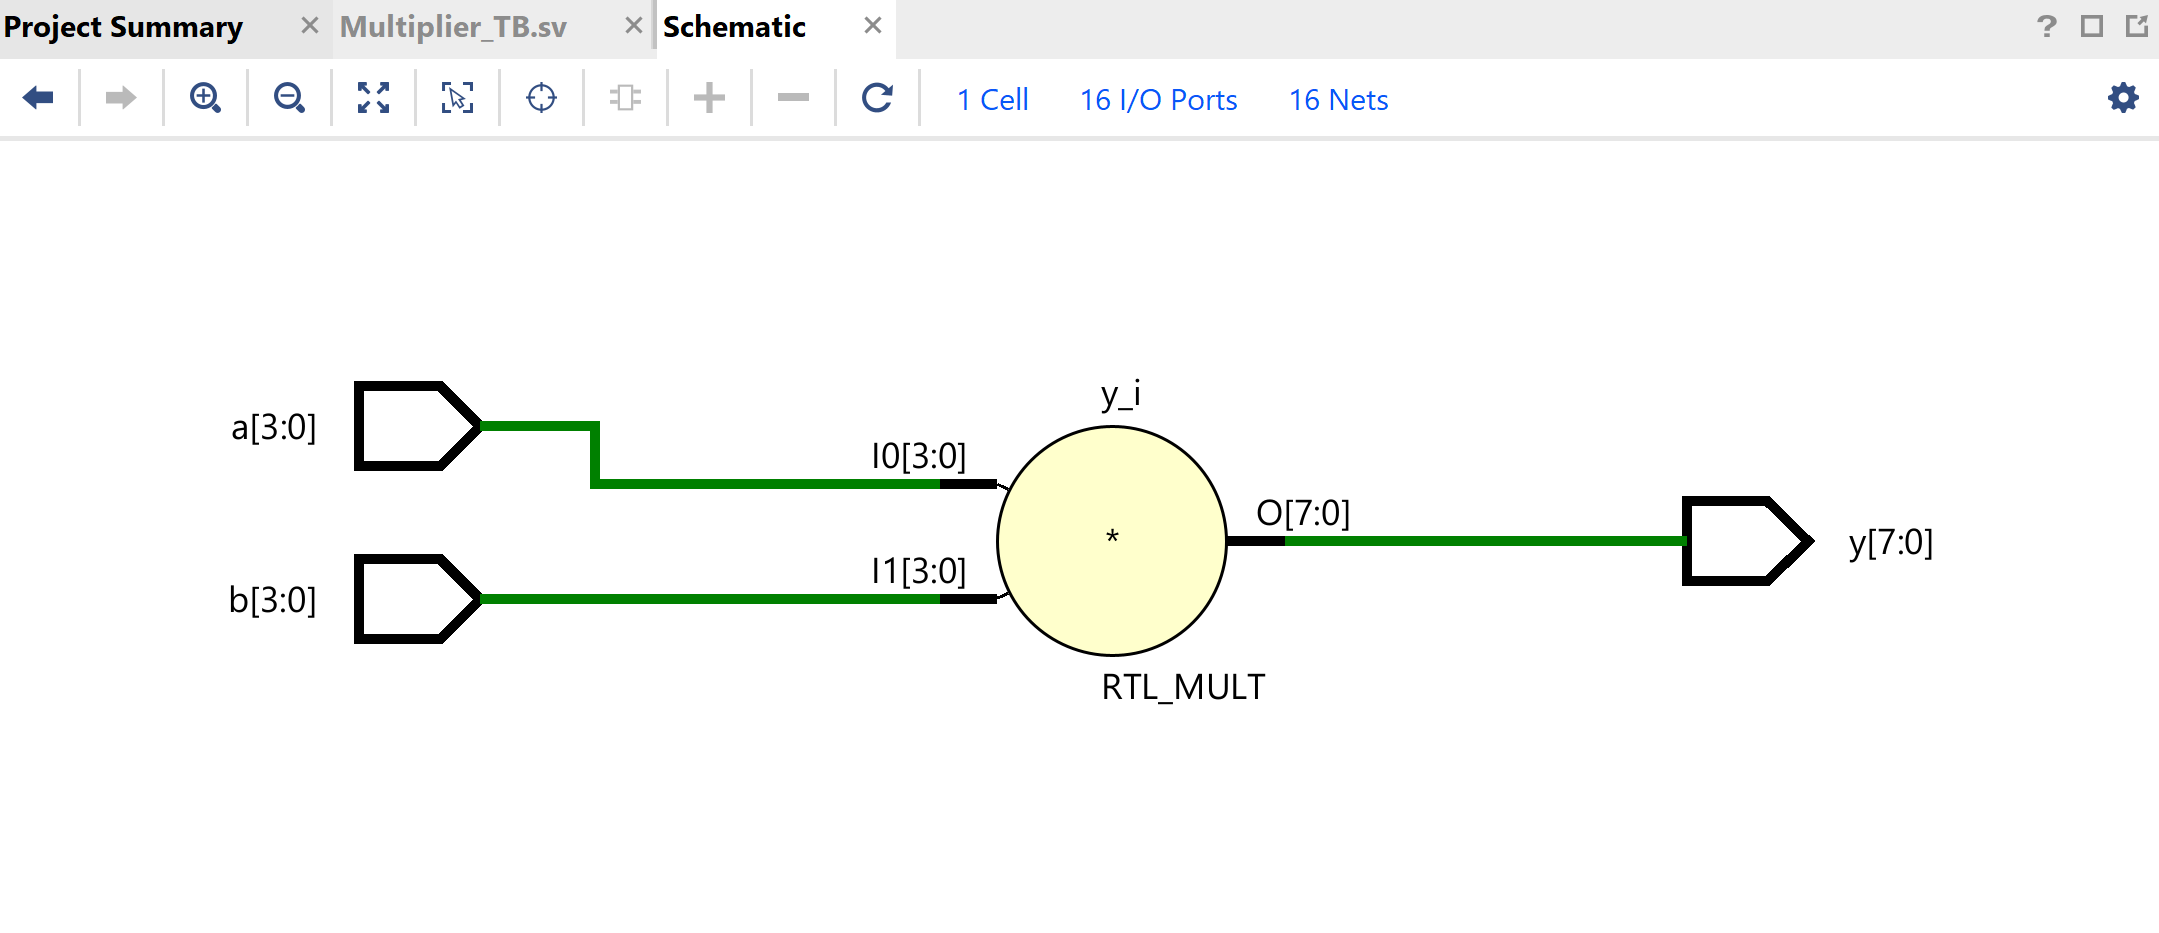 Project Summary
Multiplier_TB.sv
Schematic
?
1 Cell
16 I/O Ports
16 Nets
y_i
a[3:0]
I0[3:0]
O[7:0]
*
y[7:0]
I1[3:0]
b[3:0]
RTL_MULT